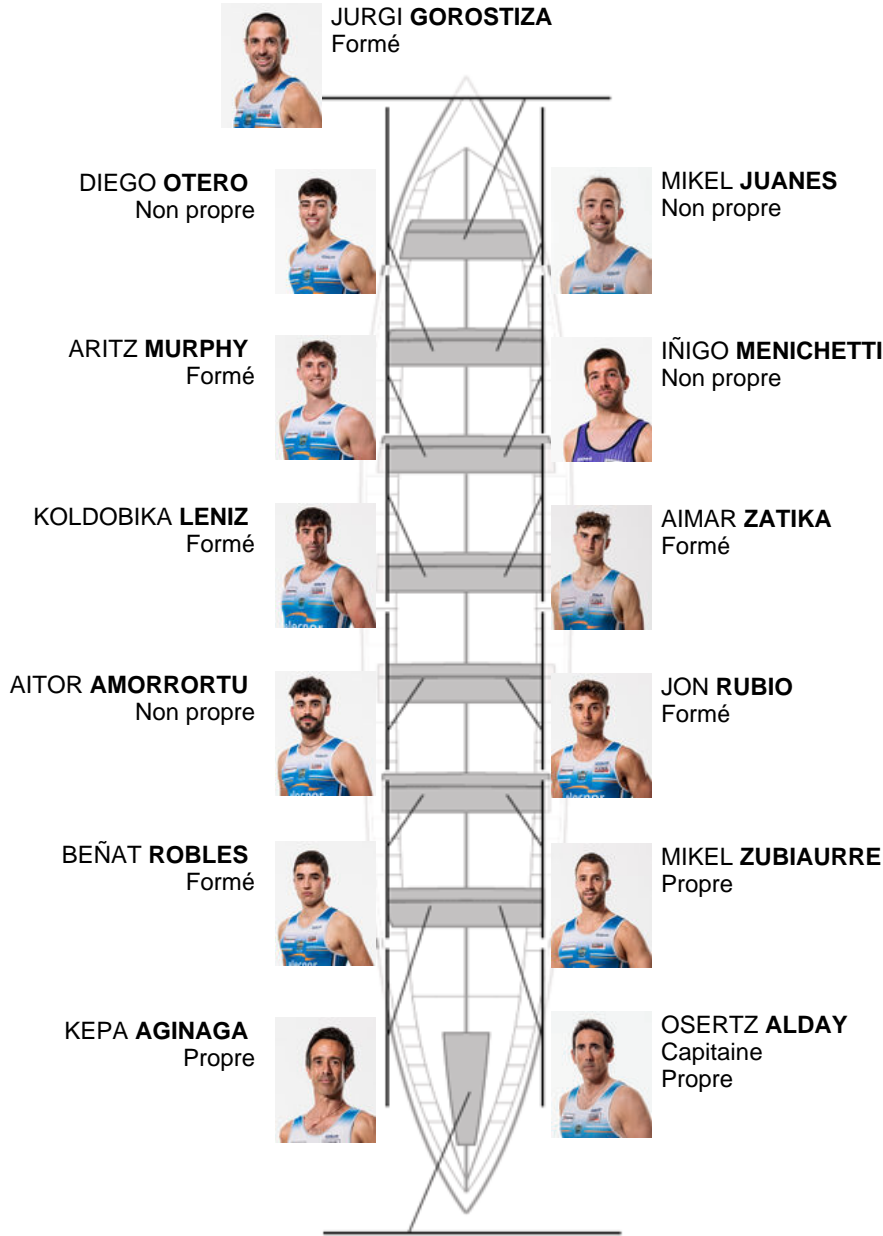 JURGI GOROSTIZA
Formé
DIEGO OTERO
Non propre
MIKEL JUANES
Non propre
ARITZ MURPHY
Formé
IÑIGO MENICHETTI
Non propre
KOLDOBIKA LENIZ
Formé
AIMAR ZATIKA
Formé
AITOR AMORRORTU
Non propre
JON RUBIO
Formé
BEÑAT ROBLES
Formé
MIKEL ZUBIAURRE
Propre
KEPA AGINAGA
Propre
OSERTZ ALDAY
Capitaine
Propre